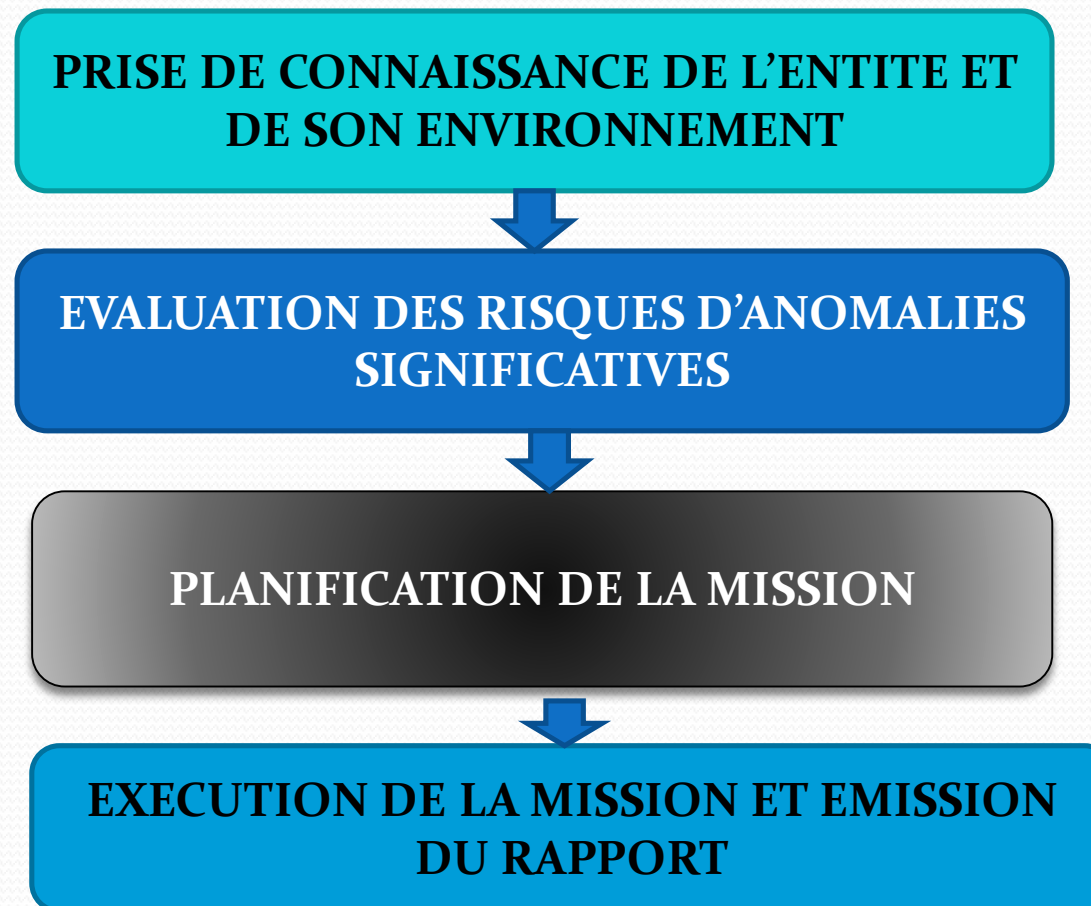 PRISE DE CONNAISSANCE DE L’ENTITE ET
DE SON ENVIRONNEMENT
EVALUATION DES RISQUES D’ANOMALIES
SIGNIFICATIVES
PLANIFICATION DE LA MISSION
EXECUTION DE LA MISSION ET EMISSION
DU RAPPORT